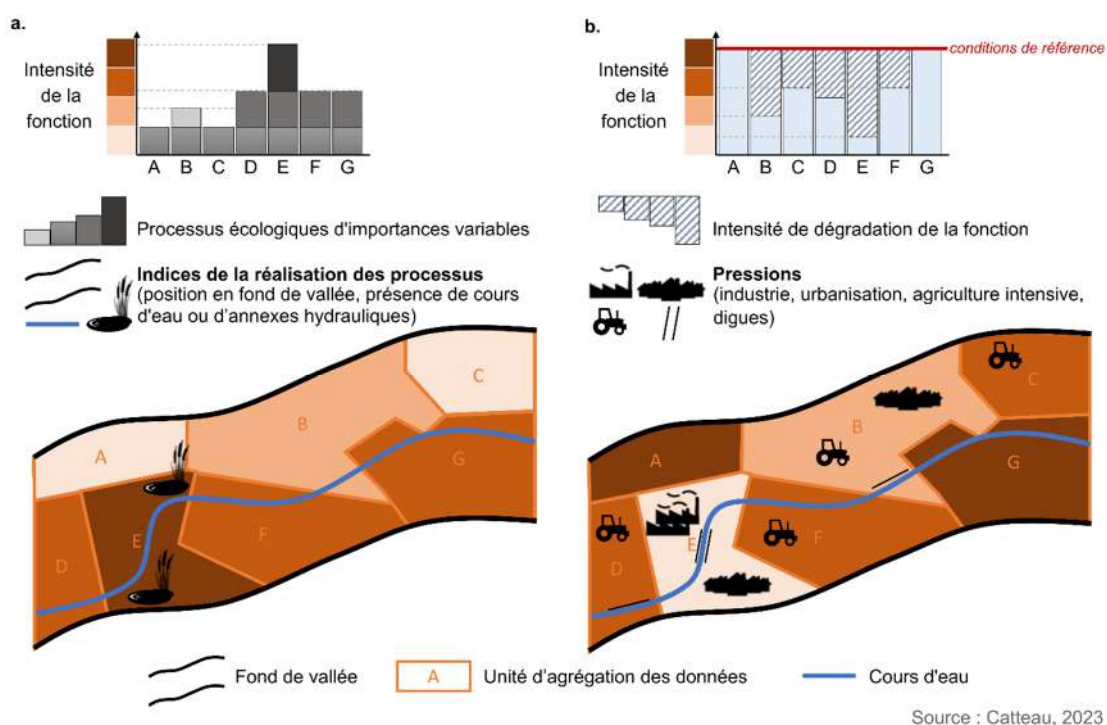 a.
Intensité
de la
fonction
A B C D E F G
Processus écologiques d'importances variables
Indices de la réalisation des processus
(position en fond de vallée, présence de cours
d'eau ou d'annexes hydrauliques)
C
B
A
G
E
F
D
b.
conditions de référence
Intensité
de la
fonction
A B C D E F G
Intensité de dégradation de la fonction
Pressions
(industrie, urbanisation, agriculture intensive,
digues)
C
B
A
G
E
F
D
Fond de vallée
A
Unité d'agrégation des données
Cours d'eau
Source : Catteau, 2023